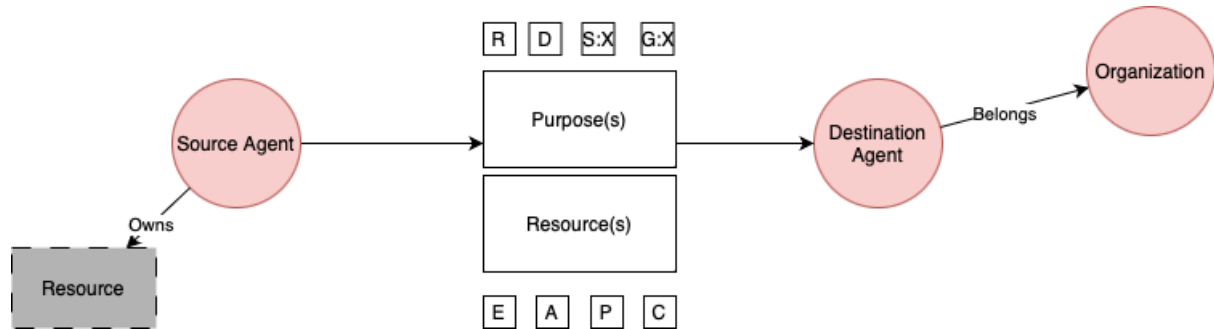 R D S:X G:X
Organization
Purpose(s)
Source Agent
Destination
Agent
Belongs
Owns
Resource(s)
Resource
E A P C